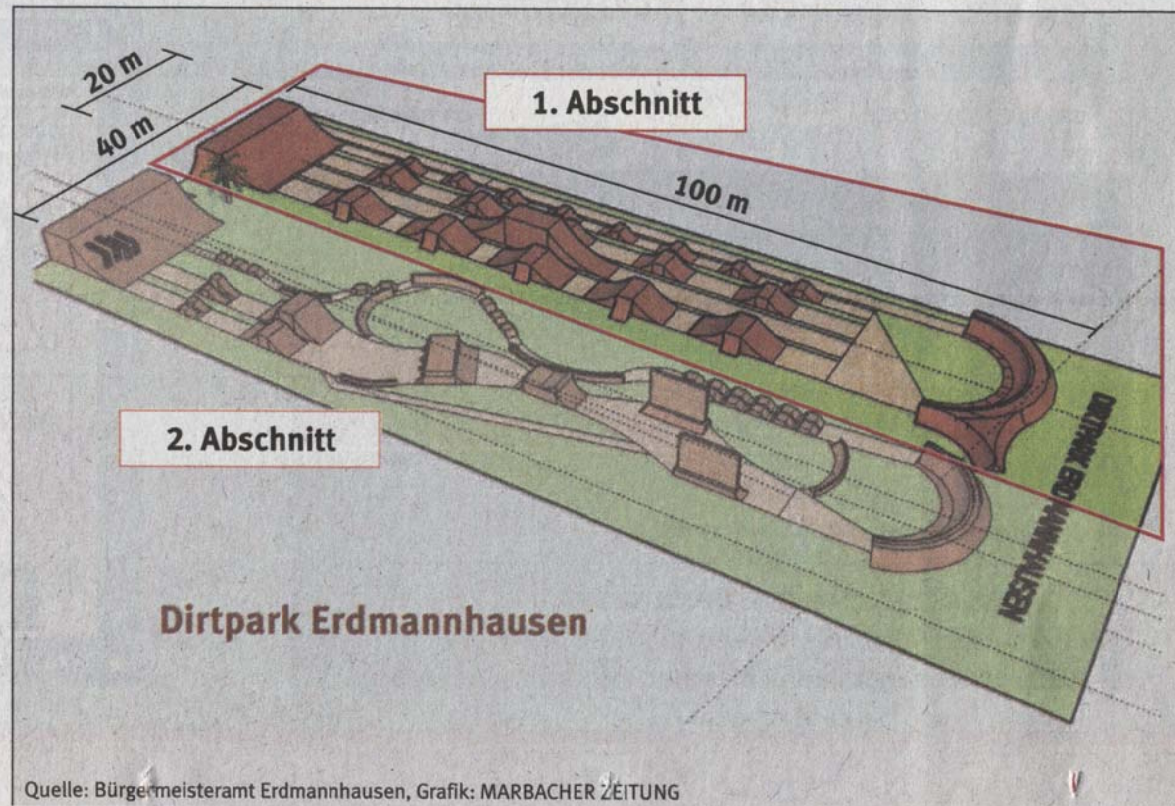 20 m
40 m
1. Abschnitt
100 m
2. Abschnitt
DIRTPARK ERDMANNHAUSEN
Dirtpark Erdmannhausen
Quelle: Bürgermeisteramt Erdmannhausen, Grafik: MARBACHER ZEITUNG